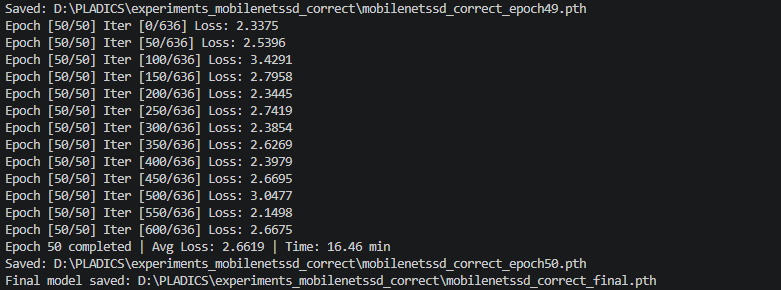 Saved: D:\PLADICS\experiments_mobilenetssd_correct\mobilenetssd_correct_epoch49.pth
Epoch [50/50] Iter [0/636] Loss: 2.3375
Epoch [50/50] Iter [50/636] Loss: 2.5396
Epoch [50/50] Iter [100/636] Loss: 3.4291
Epoch [50/50] Iter [150/636] Loss: 2.7958
Epoch [50/50] Iter [200/636] Loss: 2.3445
Epoch [50/50] Iter [250/636] Loss: 2.7419
Epoch [50/50] Iter [300/636] Loss: 2.3854
Epoch [50/50] Iter [350/636] Loss: 2.6269
Epoch [50/50] Iter [400/636] Loss: 2.3979
Epoch [50/50] Iter [450/636] Loss: 2.6695
Epoch [50/50] Iter [500/636] Loss: 3.0477
Epoch [50/50] Iter [550/636] Loss: 2.1498
Epoch [50/50] Iter [600/636] Loss: 2.6675
Epoch 50 completed | Avg Loss: 2.6619 | Time: 16.46 min
Saved: D:\PLADICS\experiments_mobilenetssd_correct\mobilenetssd_correct_epoch50.pth
Final model saved: D:\PLADICS\experiments_mobilenetssd_correct\mobilenetssd_correct_final.pth